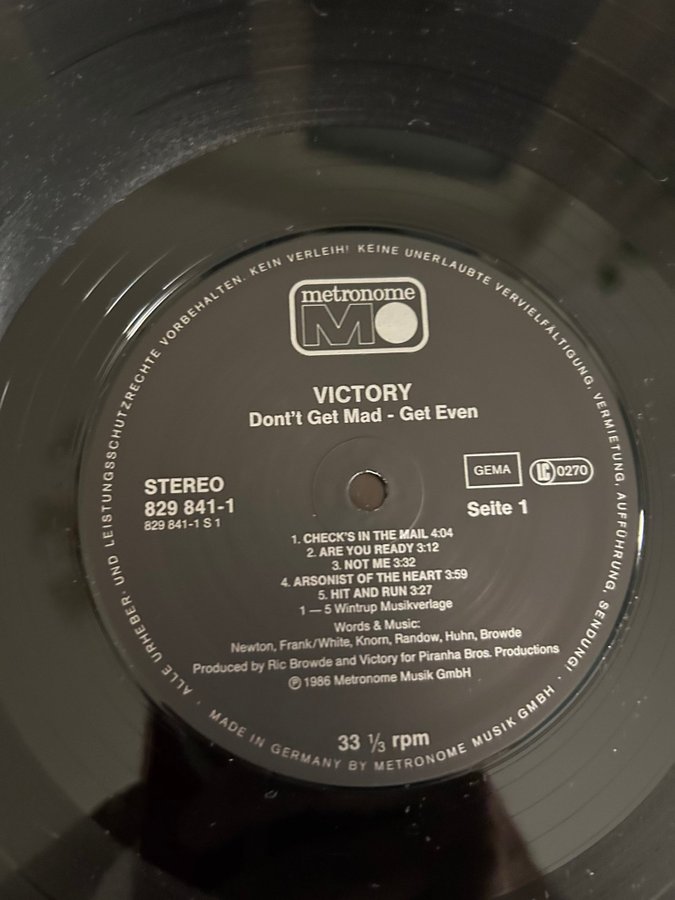 ALLE URHEBER- UND LEISTUNGSSCHUTZRECHTE VORBEHALTEN. KEIN VERLEIH! KEINE UNERLAUBTE VERVIELFÄLTIGUNG, VERMIETUNG, AUFFÜHRUNG, SENDUNG!
metronome
M
VICTORY
Dont't Get Mad - Get Even
STEREO
829 841-1
829 841-1 S 1
GEMA
LC 0270
Seite 1
1. CHECK'S IN THE MAIL 4:04
2. ARE YOU READY 3:12
3. NOT ME 3:32
4. ARSONIST OF THE HEART 3:59
5. HIT AND RUN 3:27
1 — 5 Wintrup Musikverlage
Words & Music:
Newton, Frank/White, Knorn, Randow, Huhn, Browde
Produced by Ric Browde and Victory for Piranha Bros. Productions
℗ 1986 Metronome Musik GmbH
33 ⅓ rpm
· MADE IN GERMANY BY METRONOME MUSIK GMBH ·